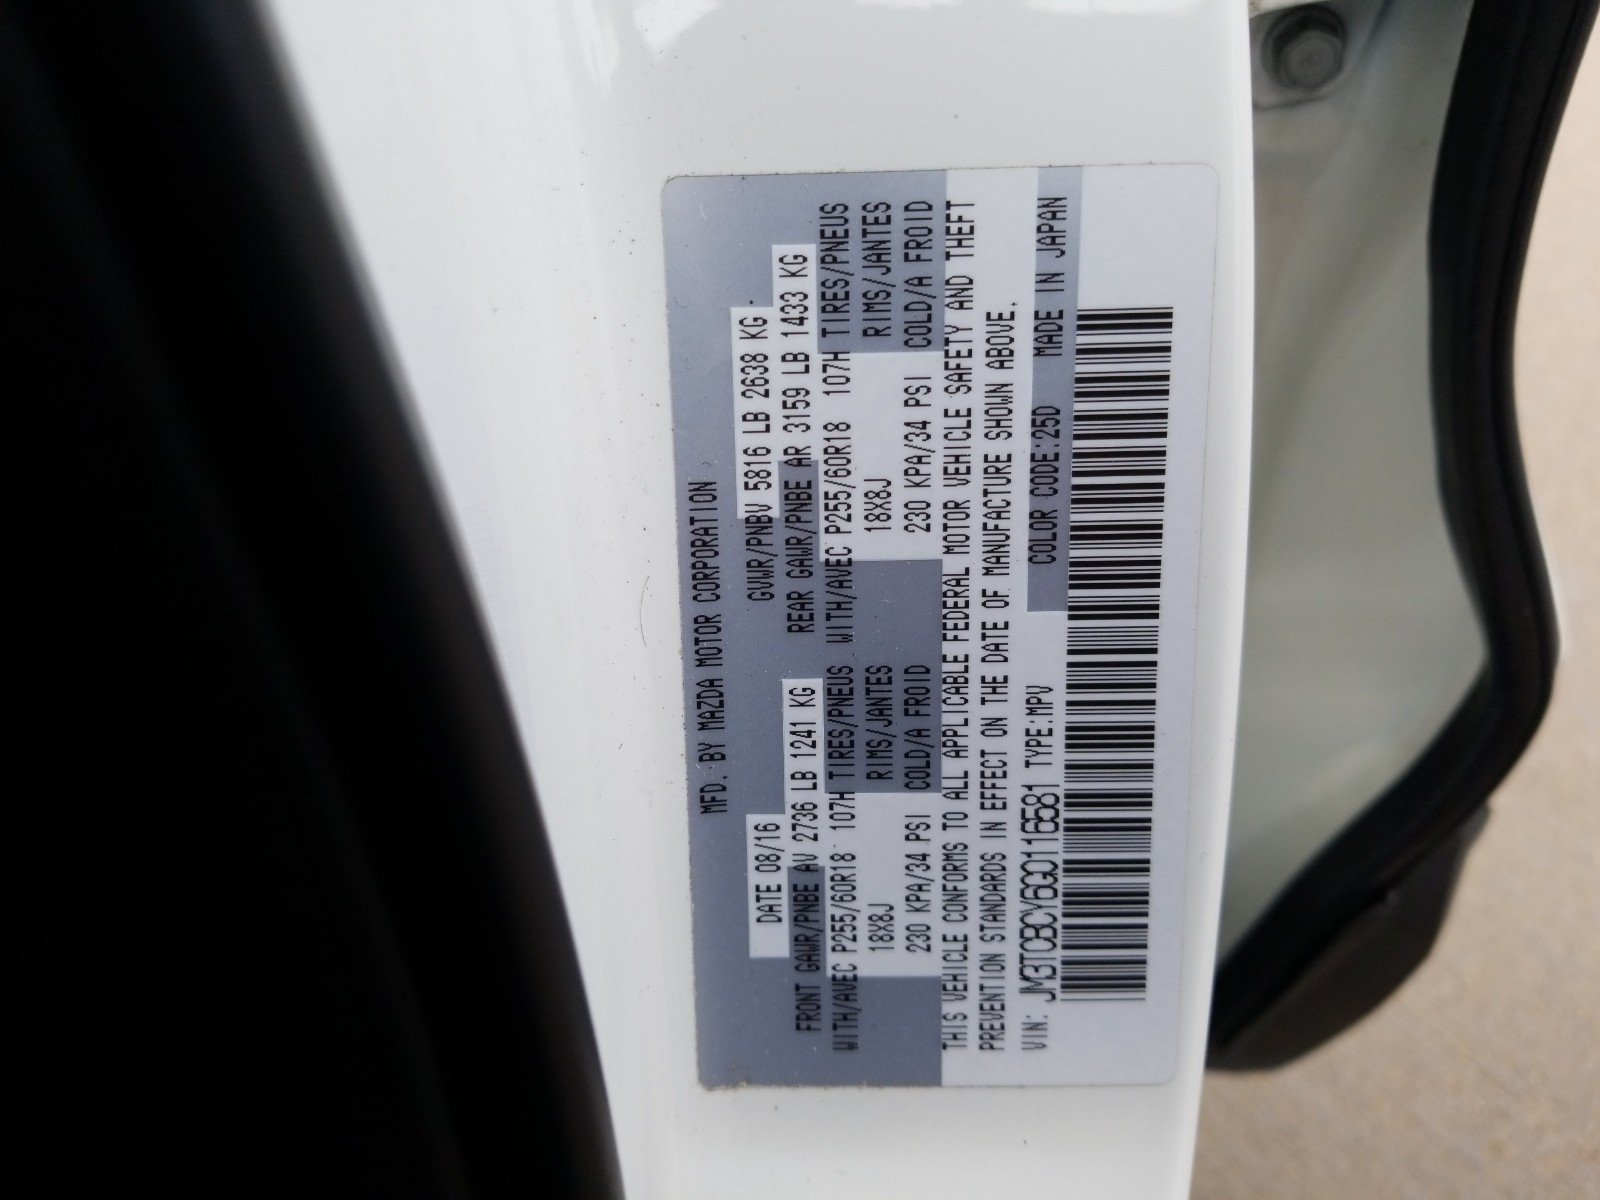 MFD. BY MAZDA MOTOR CORPORATION
DATE 08/16 GVWR/PNBV 5816 LB 2638 KG
FRONT GAWR/PNBE AV 2736 LB 1241 KG REAR GAWR/PNBE AR 3159 LB 1433 KG
WITH/AVEC P255/60R18 107H TIRES/PNEUS WITH/AVEC P255/60R18 107H TIRES/PNEUS
18X8J RIMS/JANTES 18X8J RIMS/JANTES
230 KPA/34 PSI COLD/A FROID 230 KPA/34 PSI COLD/A FROID
THIS VEHICLE CONFORMS TO ALL APPLICABLE FEDERAL MOTOR VEHICLE SAFETY AND THEFT
PREVENTION STANDARDS IN EFFECT ON THE DATE OF MANUFACTURE SHOWN ABOVE.
VIN: TYPE:MPV COLOR CODE:25D MADE IN JAPAN